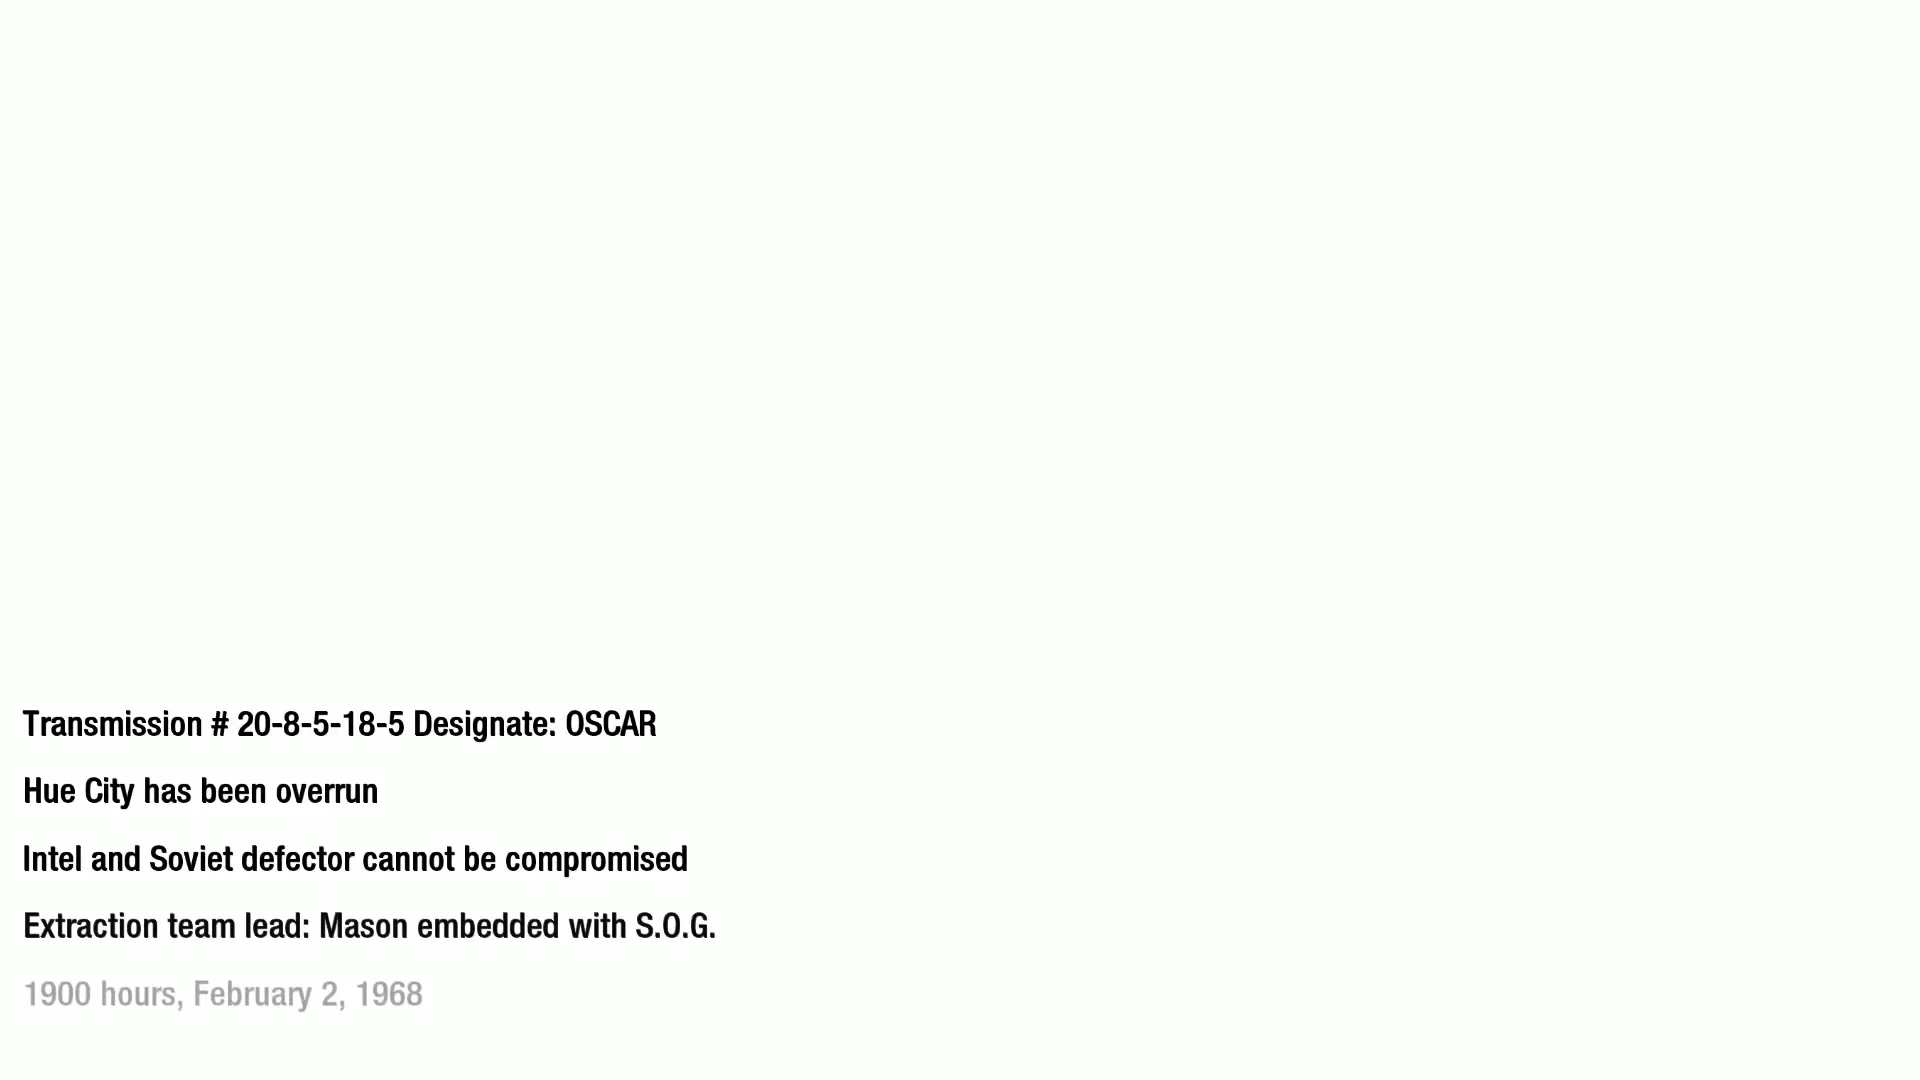 Transmission # 20-8-5-18-5 Designate: OSCAR
Hue City has been overrun
Intel and Soviet defector cannot be compromised
Extraction team lead: Mason embedded with S.O.G.
1900 hours, February 2, 1968